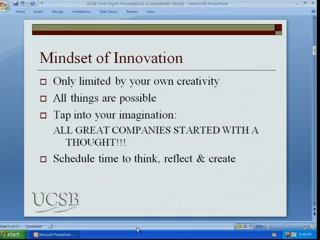 UCSB-Tech Mgmt Presentation2 [Compatibility Mode] - Microsoft PowerPoint
Home
Insert
Design
Animations
Slide Show
Review
View
Mindset of Innovation
Only limited by your own creativity
All things are possible
Tap into your imagination:
ALL GREAT COMPANIES STARTED WITH A
THOUGHT!!!
Schedule time to think, reflect & create
UCSB
start
Microsoft PowerPoint